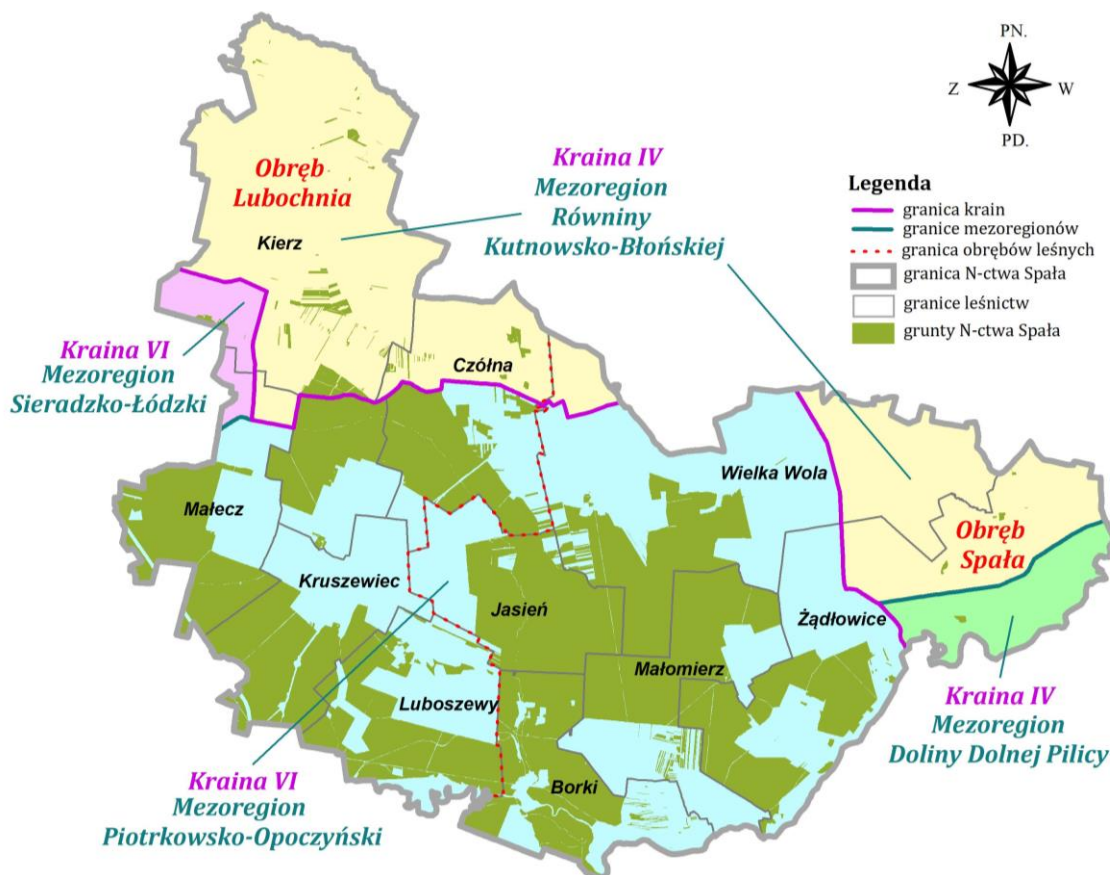 PN.
Z
W
PD.
Legenda
granica krain
granice mezoregionów
granica obrębów leśnych
granica N-ctwa Spała
granice leśnictw
grunty N-ctwa Spała
Obręb
Lubochnia
Kierz
Kraina IV
Mezoregion
Równiny
Kutnowsko-Błońskiej
Kraina VI
Mezoregion
Sieradzko-Łódzki
Czółna
Wielka Wola
Małecz
Obręb
Spała
Kruszewiec
Jasień
Żądłowice
Małomierz
Luboszewy
Kraina IV
Mezoregion
Doliny Dolnej Pilicy
Borki
Kraina VI
Mezoregion
Piotrkowsko-Opoczyński